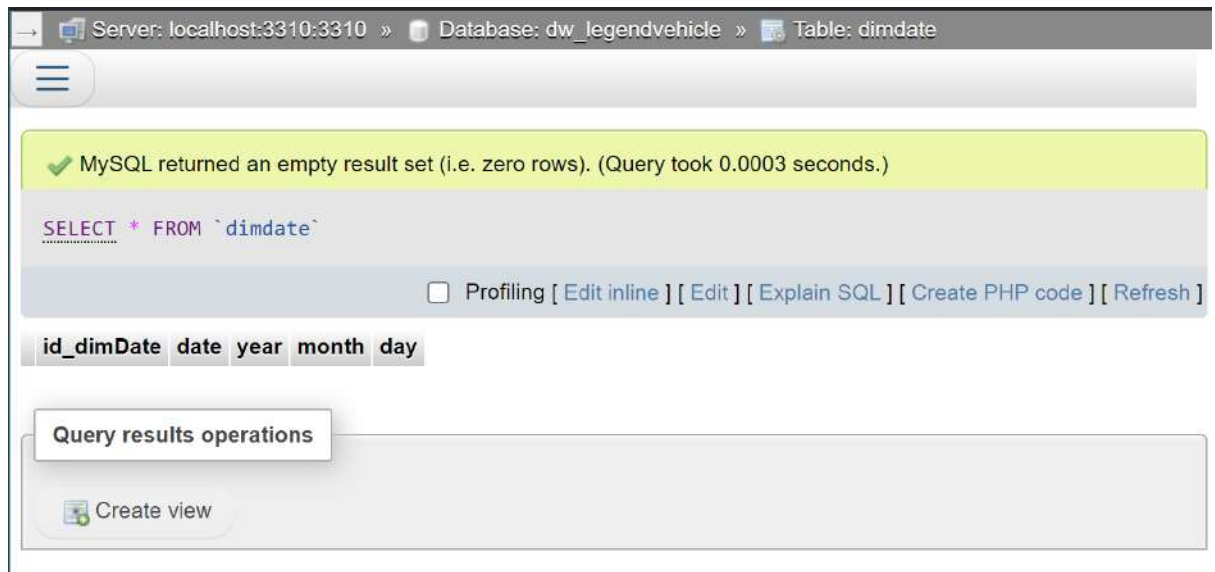 Server: localhost:3310:3310 » Database: dw_legendvehicle » Table: dimdate
MySQL returned an empty result set (i.e. zero rows). (Query took 0.0003 seconds.)
SELECT * FROM `dimdate`
Profiling [ Edit inline ] [ Edit ] [ Explain SQL ] [ Create PHP code ] [ Refresh ]
id_dimDate date year month day
Query results operations
Create view